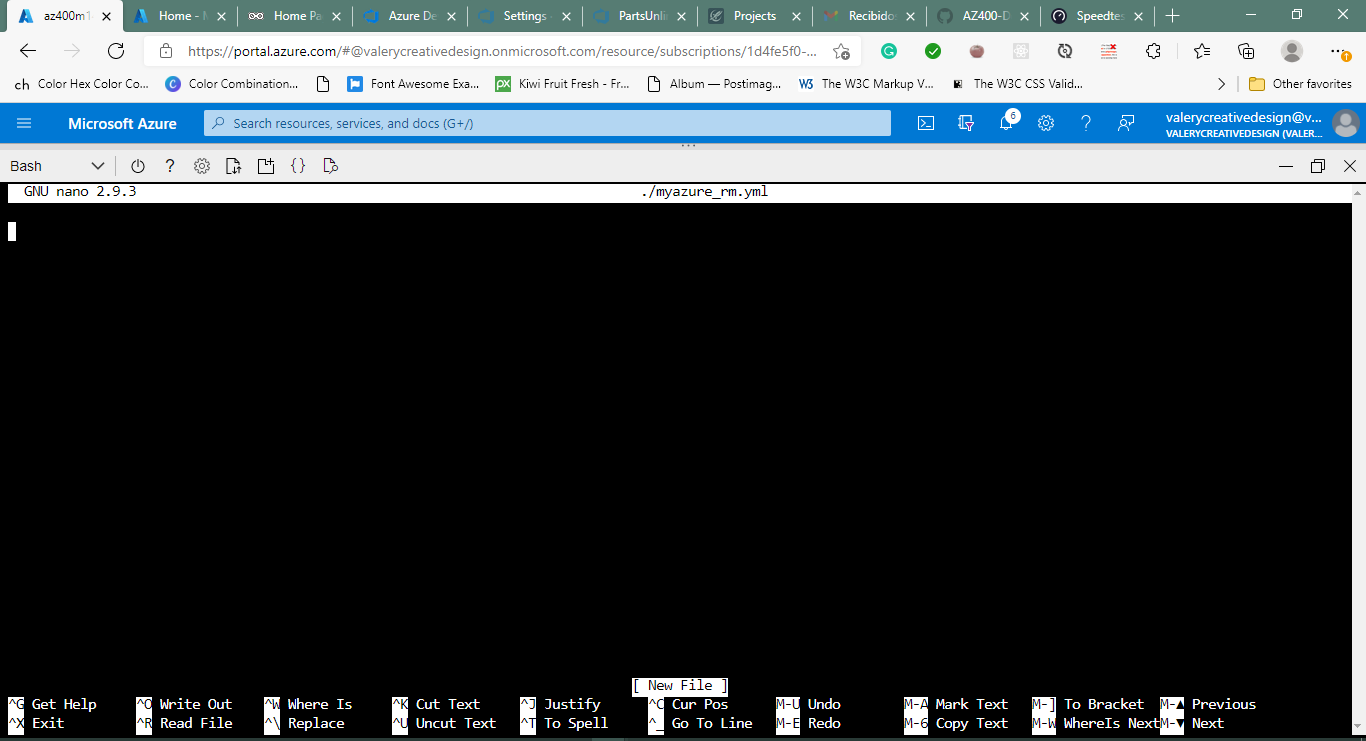 az400m1 Home - M Home Pa Azure De Settings - PartsUnli Projects Recibidos AZ400-D Speedtes
https://portal.azure.com/#@valerycreativedesign.onmicrosoft.com/resource/subscriptions/1d4fe5f0-...
ch Color Hex Color Co... Color Combination... Font Awesome Exa... px Kiwi Fruit Fresh - Fr... Album — Postimag... W3 The W3C Markup V... The W3C CSS Valid... Other favorites
Microsoft Azure Search resources, services, and docs (G+/) 6 valerycreativedesign@v...
VALERYCREATIVEDESIGN (VALER...
Bash ? { }
GNU nano 2.9.3 ./myazure_rm.yml
[ New File ]
^G Get Help ^O Write Out ^W Where Is ^K Cut Text ^J Justify ^C Cur Pos M-U Undo M-A Mark Text M-] To Bracket M-▲ Previous
^X Exit ^R Read File ^\ Replace ^U Uncut Text ^T To Spell ^_ Go To Line M-E Redo M-6 Copy Text M-W WhereIs Next M-▼ Next